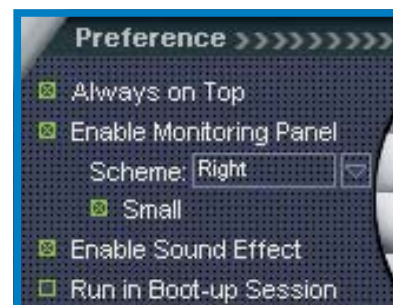 Preference >>>>>>>>>
Always on Top
Enable Monitoring Panel
Scheme: Right
Small
Enable Sound Effect
Run in Boot-up Session